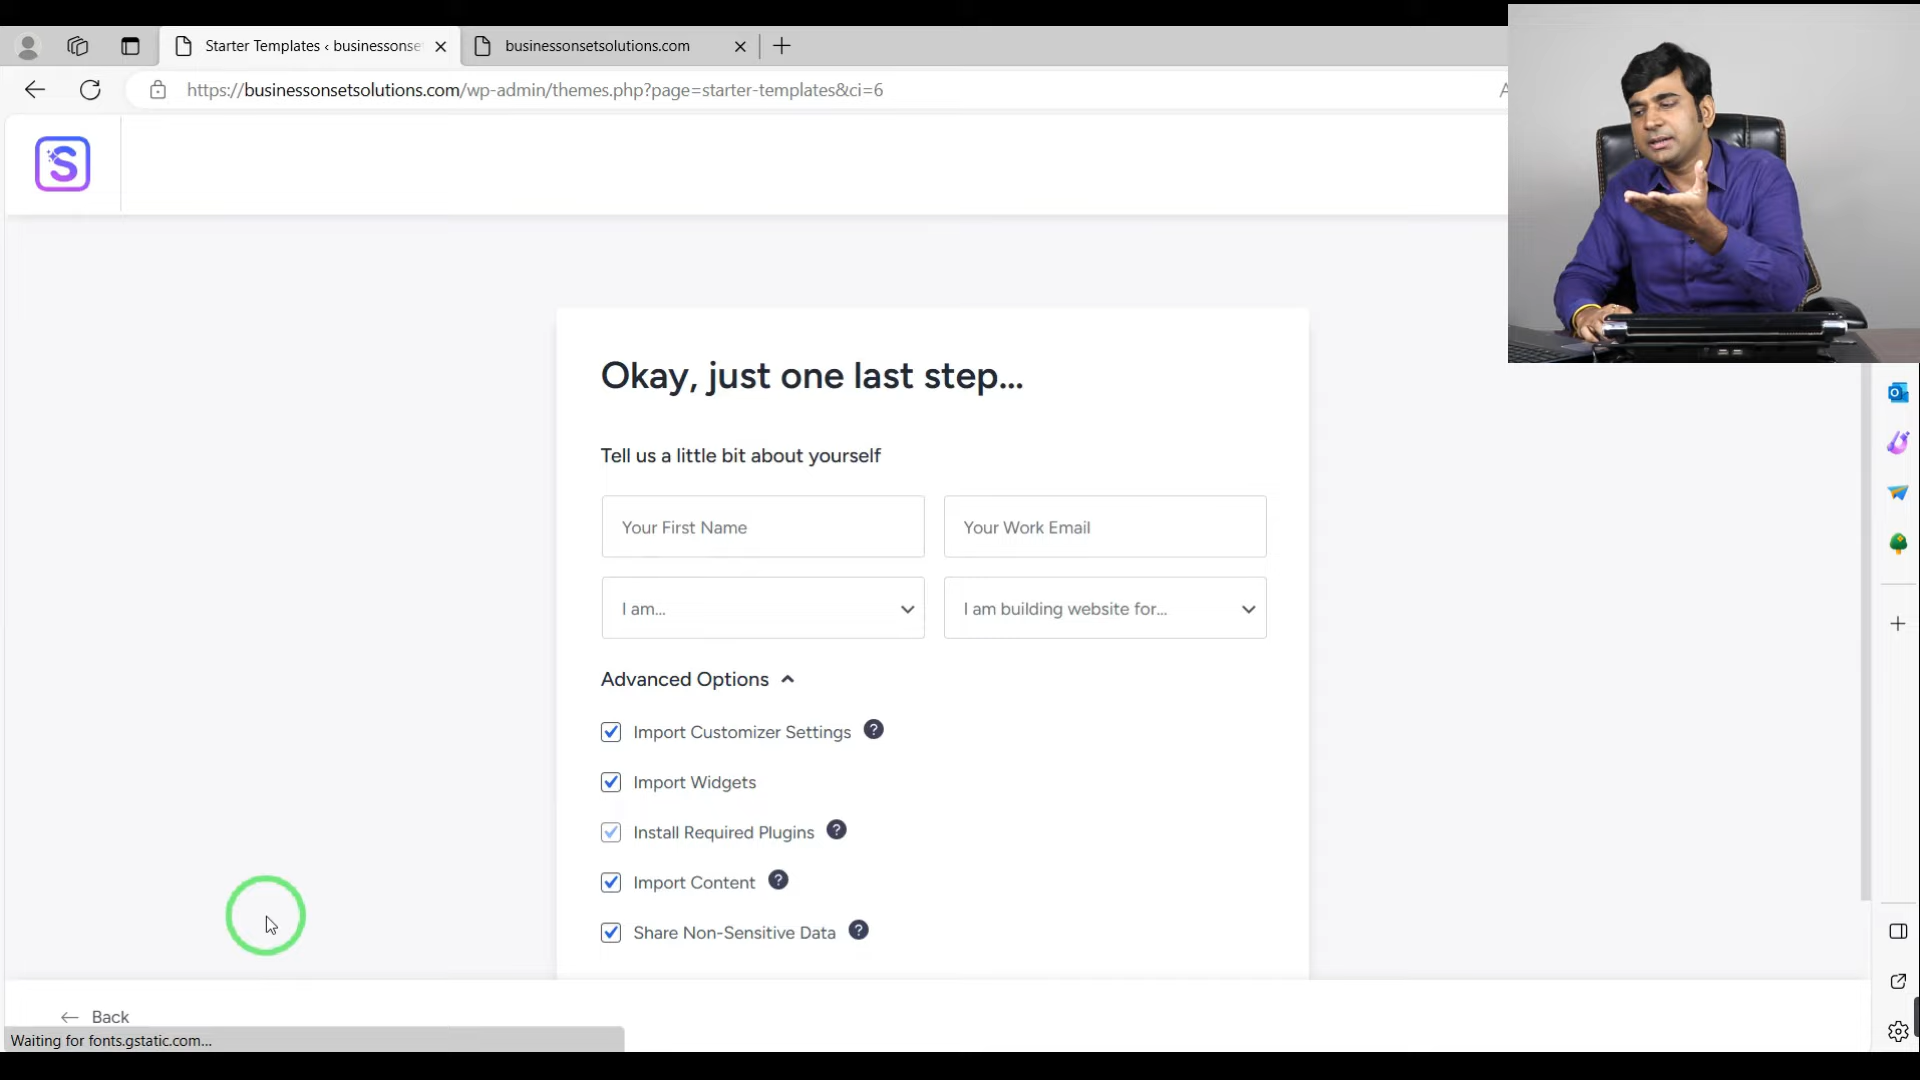 Starter Templates ‹ businessonse
businessonsetsolutions.com
https://businessonsetsolutions.com/wp-admin/themes.php?page=starter-templates&ci=6
A
S
Okay, just one last step...
Tell us a little bit about yourself
Your First Name
Your Work Email
I am...
I am building website for...
Advanced Options
Import Customizer Settings ?
Import Widgets
Install Required Plugins ?
Import Content ?
Share Non-Sensitive Data ?
← Back
Waiting for fonts.gstatic.com...